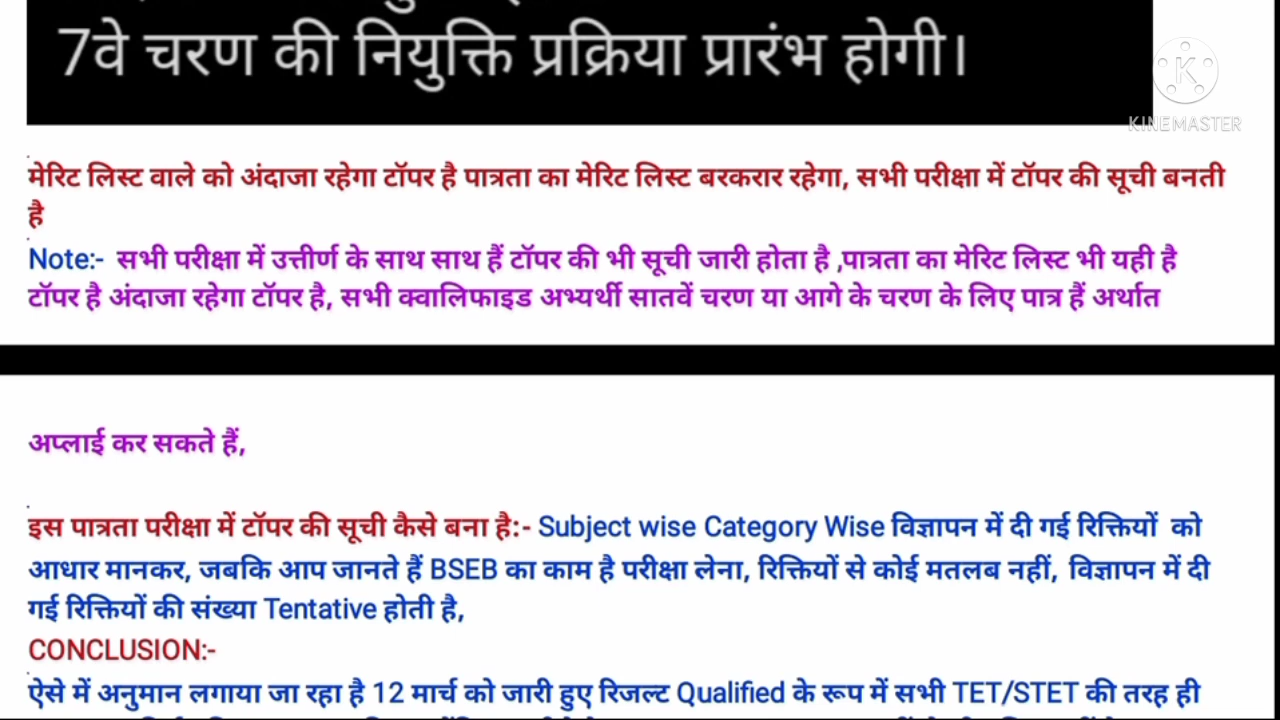 7वे चरण की नियुक्ति प्रक्रिया प्रारंभ होगी।
KINEMASTER
मेरिट लिस्ट वाले को अंदाजा रहेगा टॉपर है पात्रता का मेरिट लिस्ट बरकरार रहेगा, सभी परीक्षा में टॉपर की सूची बनती
है
Note:- सभी परीक्षा में उत्तीर्ण के साथ साथ हैं टॉपर की भी सूची जारी होता है ,पात्रता का मेरिट लिस्ट भी यही है
टॉपर है अंदाजा रहेगा टॉपर है, सभी क्वालिफाइड अभ्यर्थी सातवें चरण या आगे के चरण के लिए पात्र हैं अर्थात
अप्लाई कर सकते हैं,
इस पात्रता परीक्षा में टॉपर की सूची कैसे बना है:- Subject wise Category Wise विज्ञापन में दी गई रिक्तियों को
आधार मानकर, जबकि आप जानते हैं BSEB का काम है परीक्षा लेना, रिक्तियों से कोई मतलब नहीं, विज्ञापन में दी
गई रिक्तियों की संख्या Tentative होती है,
CONCLUSION:-
ऐसे में अनुमान लगाया जा रहा है 12 मार्च को जारी हुए रिजल्ट Qualified के रूप में सभी TET/STET की तरह ही